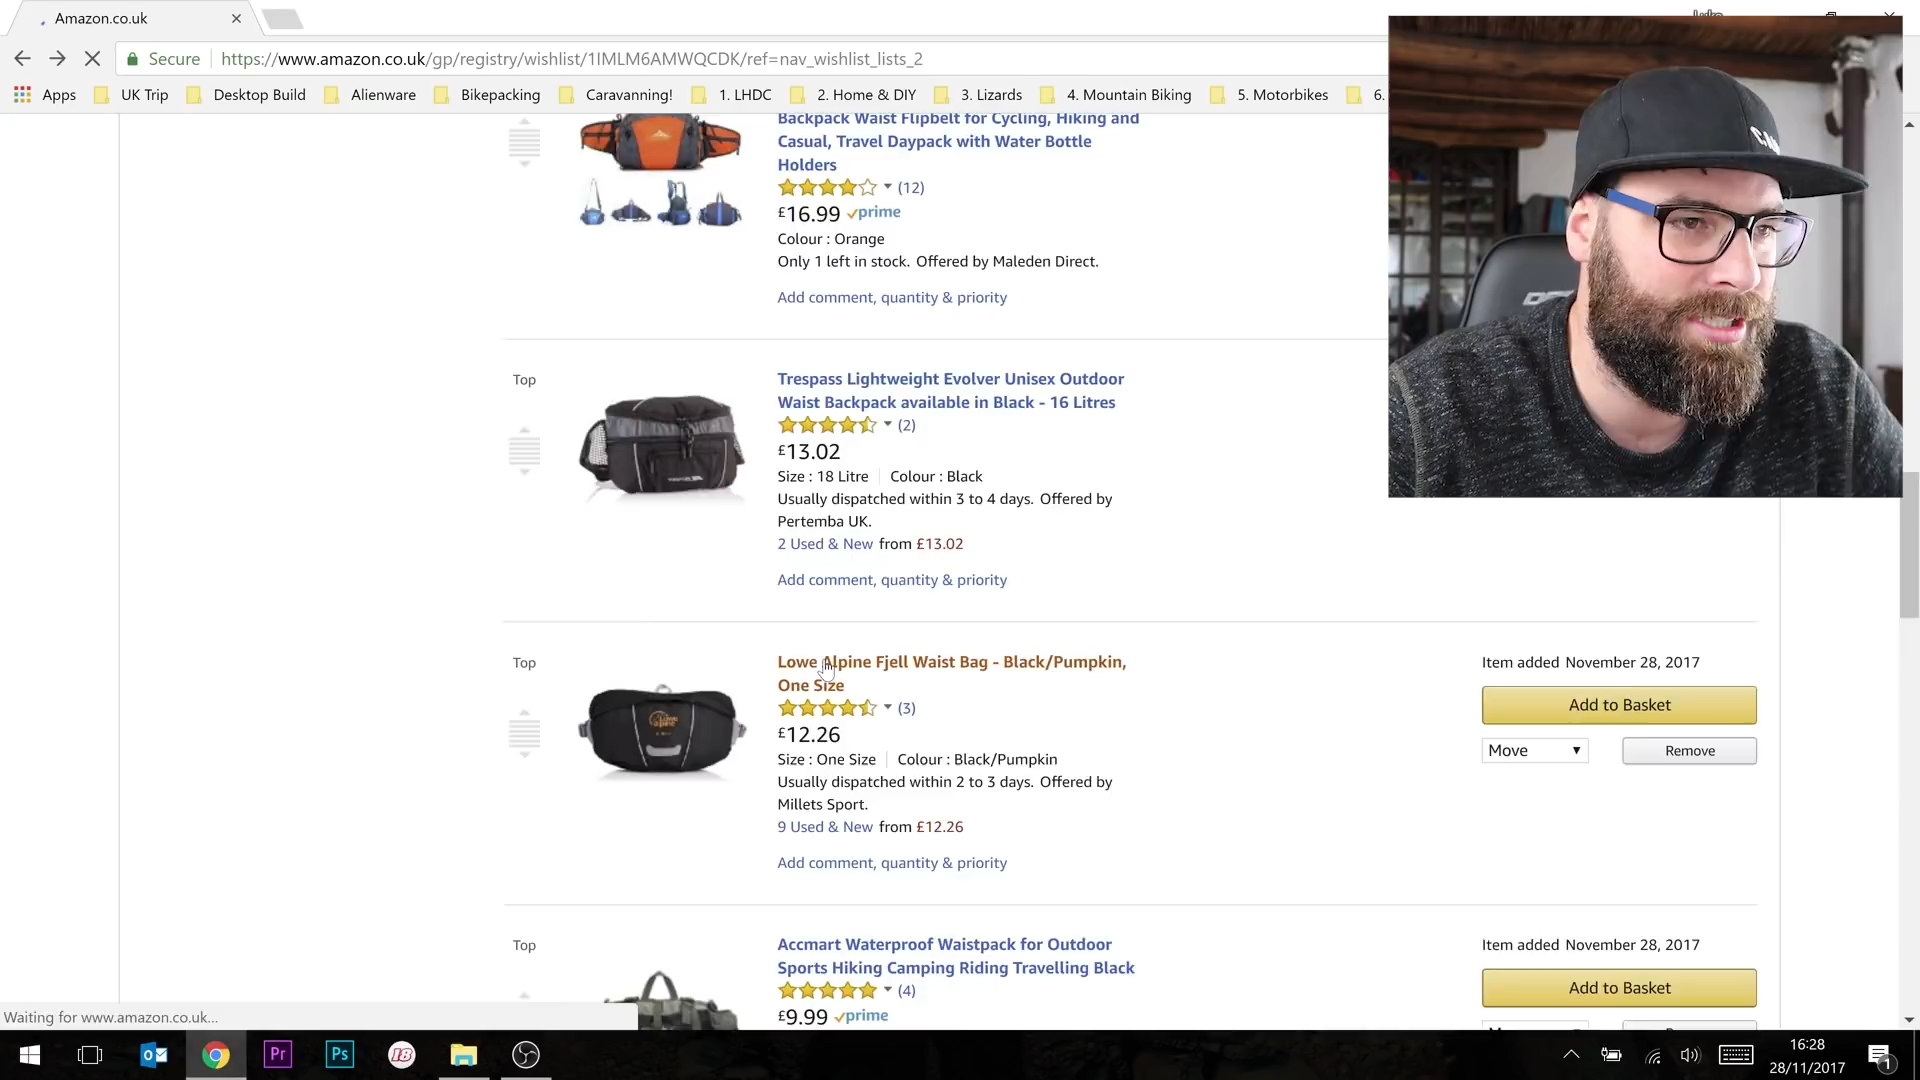 Amazon.co.uk
Secure https://www.amazon.co.uk/gp/registry/wishlist/1IMLM6AMWQCDK/ref=nav_wishlist_lists_2
Apps UK Trip Desktop Build Alienware Bikepacking Caravanning! 1. LHDC 2. Home & DIY 3. Lizards 4. Mountain Biking 5. Motorbikes 6.
Backpack Waist Flipbelt for Cycling, Hiking and
Casual, Travel Daypack with Water Bottle
Holders
(12)
£16.99 prime
Colour : Orange
Only 1 left in stock. Offered by Maleden Direct.
Add comment, quantity & priority
Top
Trespass Lightweight Evolver Unisex Outdoor
Waist Backpack available in Black - 16 Litres
(2)
£13.02
Size : 18 Litre Colour : Black
Usually dispatched within 3 to 4 days. Offered by
Pertemba UK.
2 Used & New from £13.02
Add comment, quantity & priority
Top
Lowe Alpine Fjell Waist Bag - Black/Pumpkin,
One Size
(3)
£12.26
Size : One Size Colour : Black/Pumpkin
Usually dispatched within 2 to 3 days. Offered by
Millets Sport.
9 Used & New from £12.26
Add comment, quantity & priority
Item added November 28, 2017
Add to Basket
Move Remove
Top
Accmart Waterproof Waistpack for Outdoor
Sports Hiking Camping Riding Travelling Black
(4)
£9.99 prime
Item added November 28, 2017
Add to Basket
Waiting for www.amazon.co.uk...
Pr Ps 18
16:28
28/11/2017
1